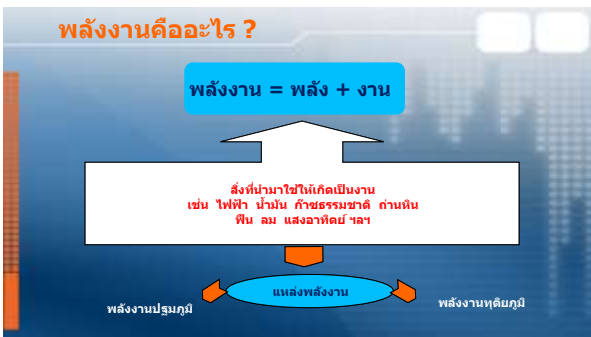 พลังงานคืออะไร ?
พลังงาน = พลัง + งาน
สิ่งที่นำมาใช้ให้เกิดเป็นงาน
เช่น ไฟฟ้า น้ำมัน ก๊าซธรรมชาติ ถ่านหิน
ฟืน ลม แสงอาทิตย์ ฯลฯ
แหล่งพลังงาน
พลังงานปฐมภูมิ
พลังงานทุติยภูมิ